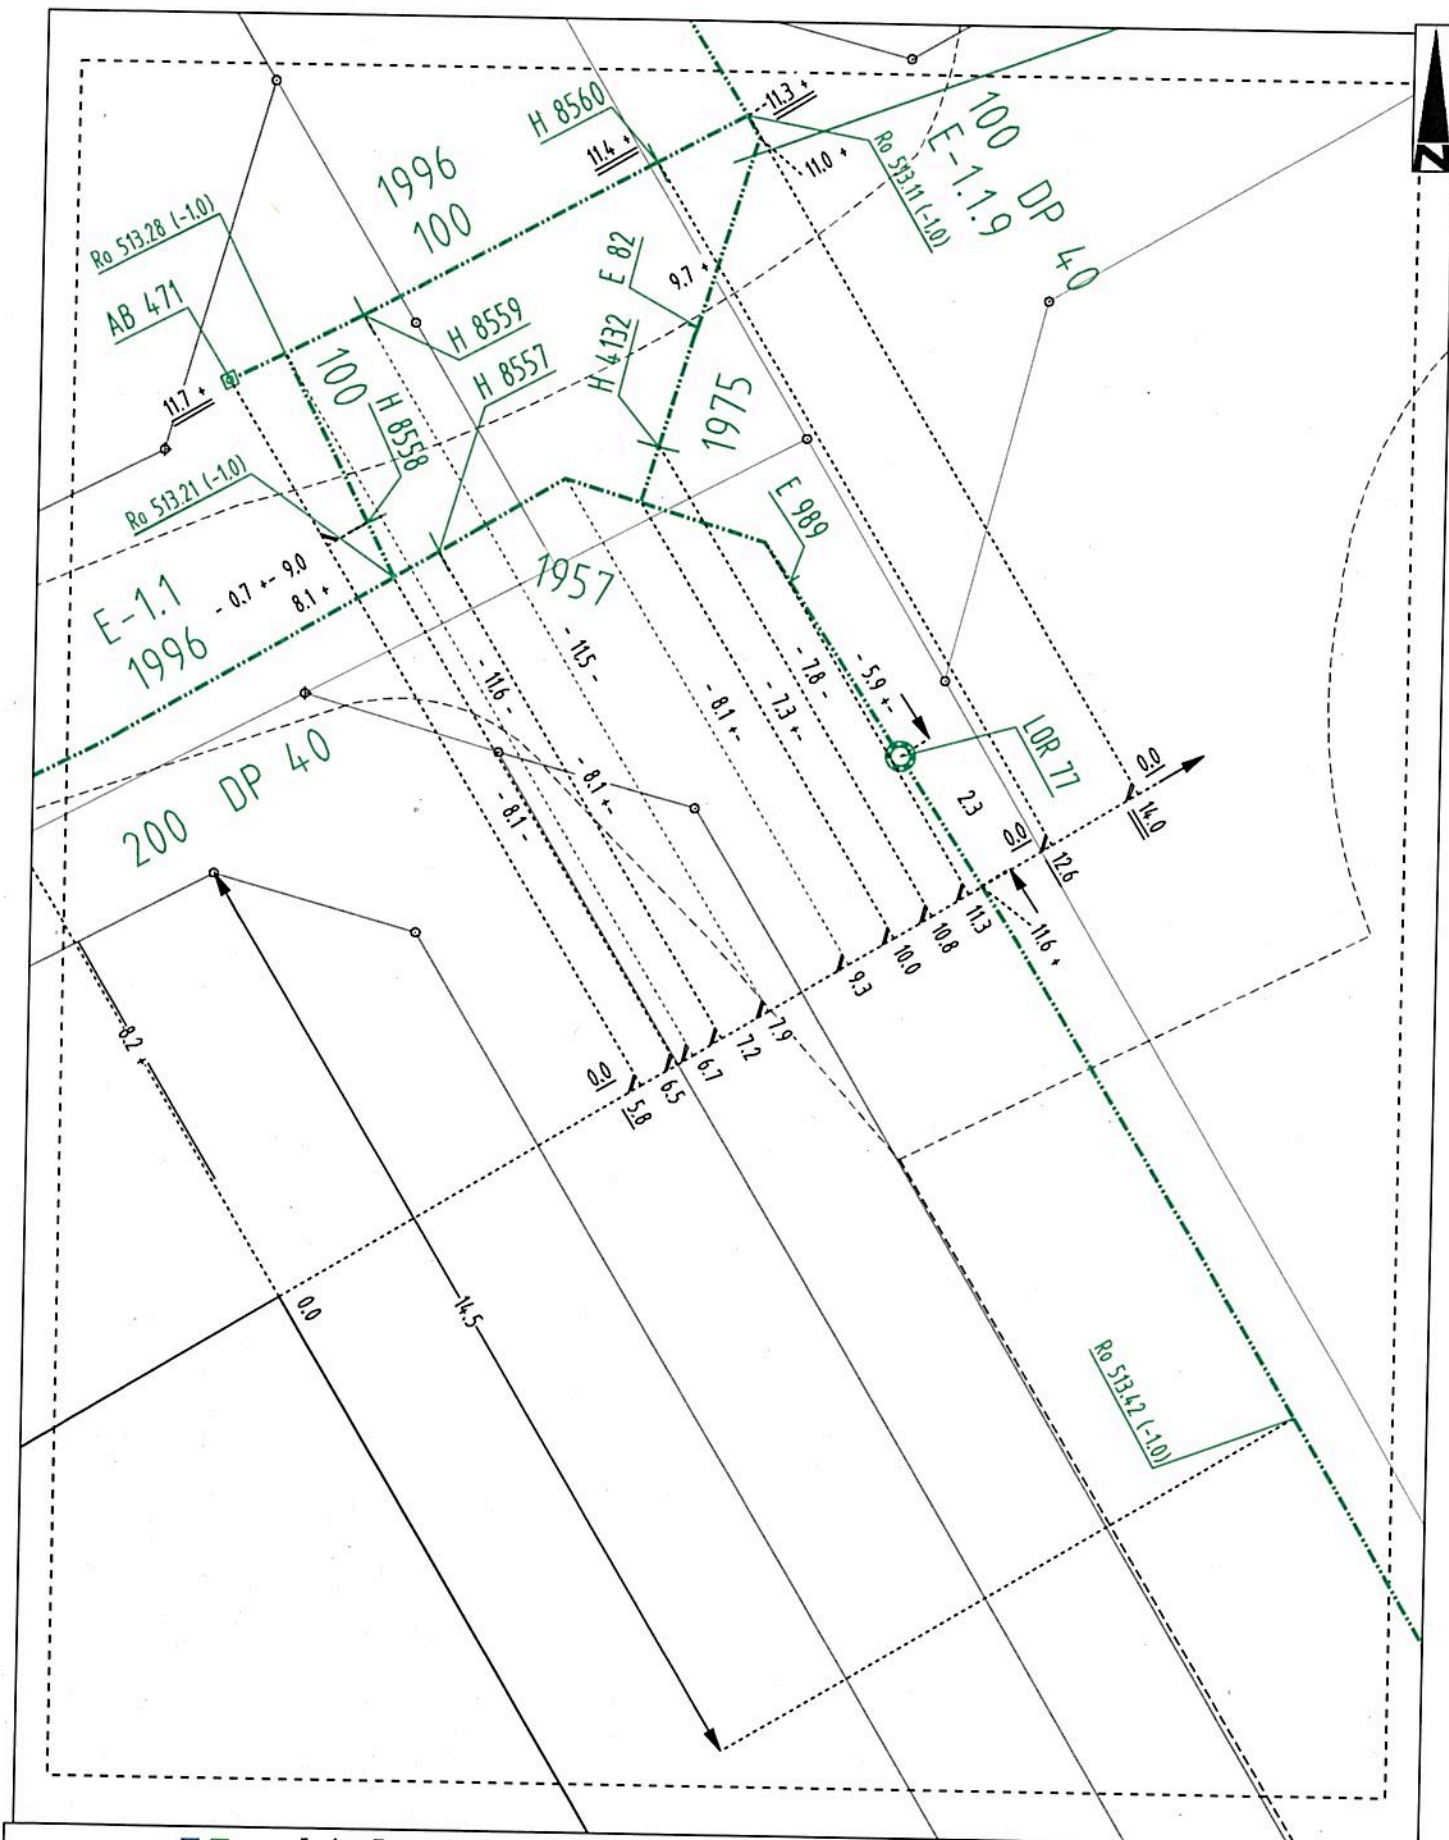 N
H 8560
11.3 +
11.4 +
11.0 +
1996
100
100 DP 40
E-1.1.9
Ro 513.11 (-1.0)
Ro 513.28 (-1.0)
AB 471
E 82
9.7 +
H 8559
H 8557
H 4132
1975
100
H 8558
11.7 +
Ro 513.21 (-1.0)
E 989
E-1.1
1996
- 0.7 +- 9.0
8.1 +
1957
- 11.5 -
- 11.6 -
- 8.1 +-
- 7.3 +-
- 7.8 -
- 5.9 +
LOR 77
200 DP 40
- 8.1 +-
- 8.1 -
2.3
0.0
14.0
0.0
12.6
11.3
11.6 +
10.8
10.0
9.3
7.9
7.2
6.7
6.5
0.0
5.8
8.2 +
0.0
14.5
Ro 513.42 (-1.0)